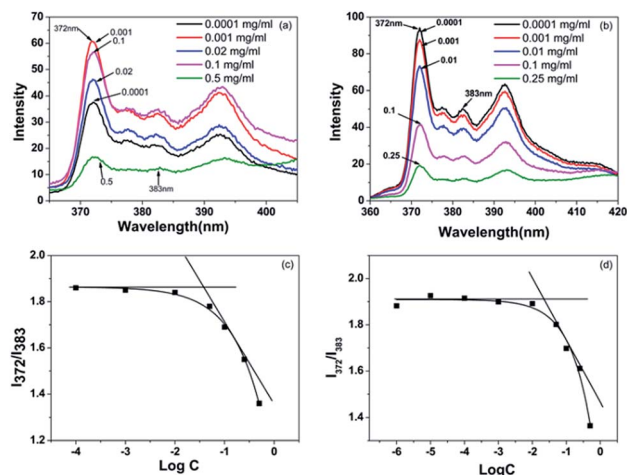 (a)
0.0001 mg/ml
0.001 mg/ml
0.02 mg/ml
0.1 mg/ml
0.5 mg/ml
372nm
0.001
0.1
0.02
0.0001
0.5
383nm
Intensity
70
60
50
40
30
20
10
0
370
380
390
400
Wavelength(nm)
(b)
0.0001 mg/ml
0.001 mg/ml
0.01 mg/ml
0.1 mg/ml
0.25 mg/ml
372nm
0.0001
0.001
0.01
383nm
0.1
0.25
Intensity
100
80
60
40
20
0
360
370
380
390
400
410
420
Wavelength(nm)
(c)
I372/I383
2.0
1.8
1.6
1.4
1.2
-4
-3
-2
-1
0
Log C
(d)
I372/I383
2.0
1.8
1.6
1.4
-6
-5
-4
-3
-2
-1
0
LogC